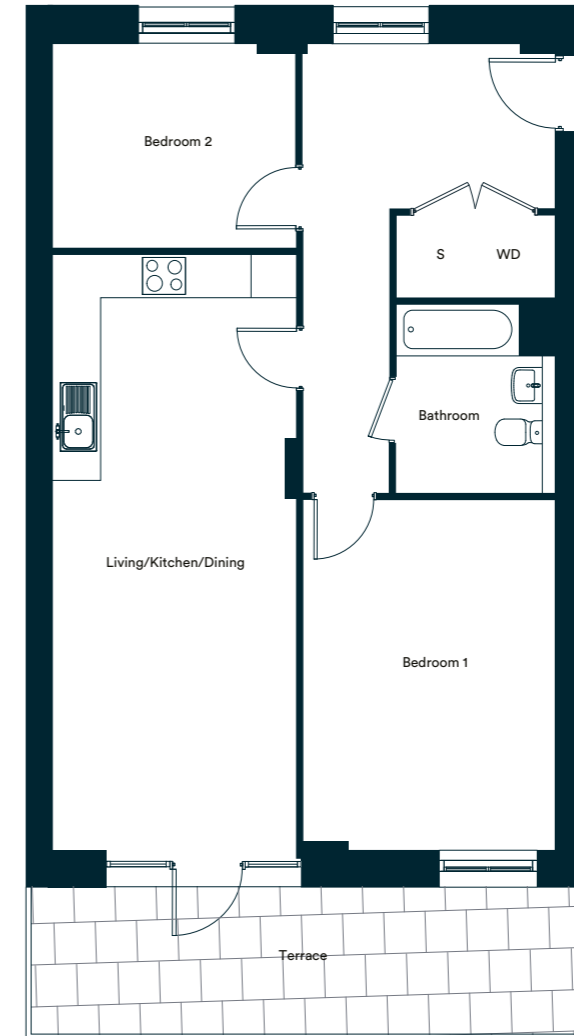 Bedroom 2
S
WD
Bathroom
Living/Kitchen/Dining
Bedroom 1
Terrace